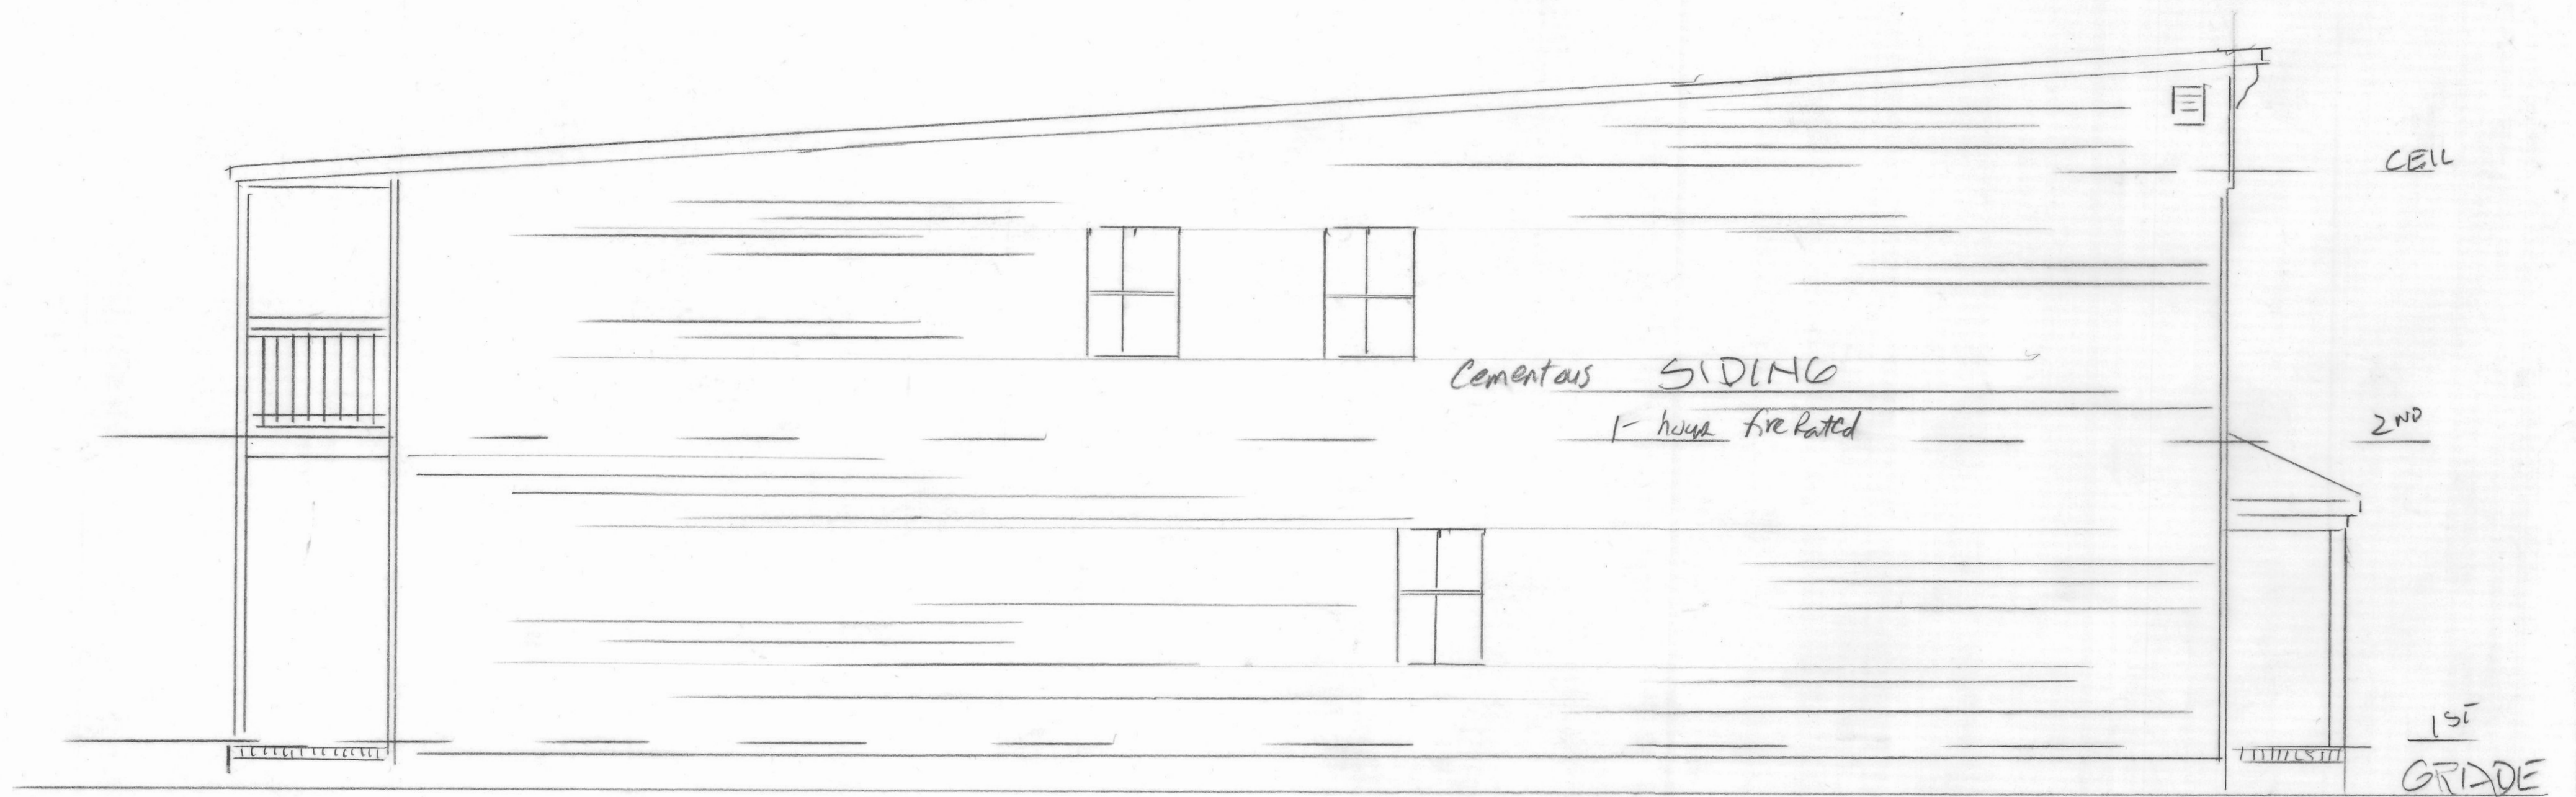 CEIL
Cementous SIDING
1- hour fire Rated
2ND
1ST
GRADE